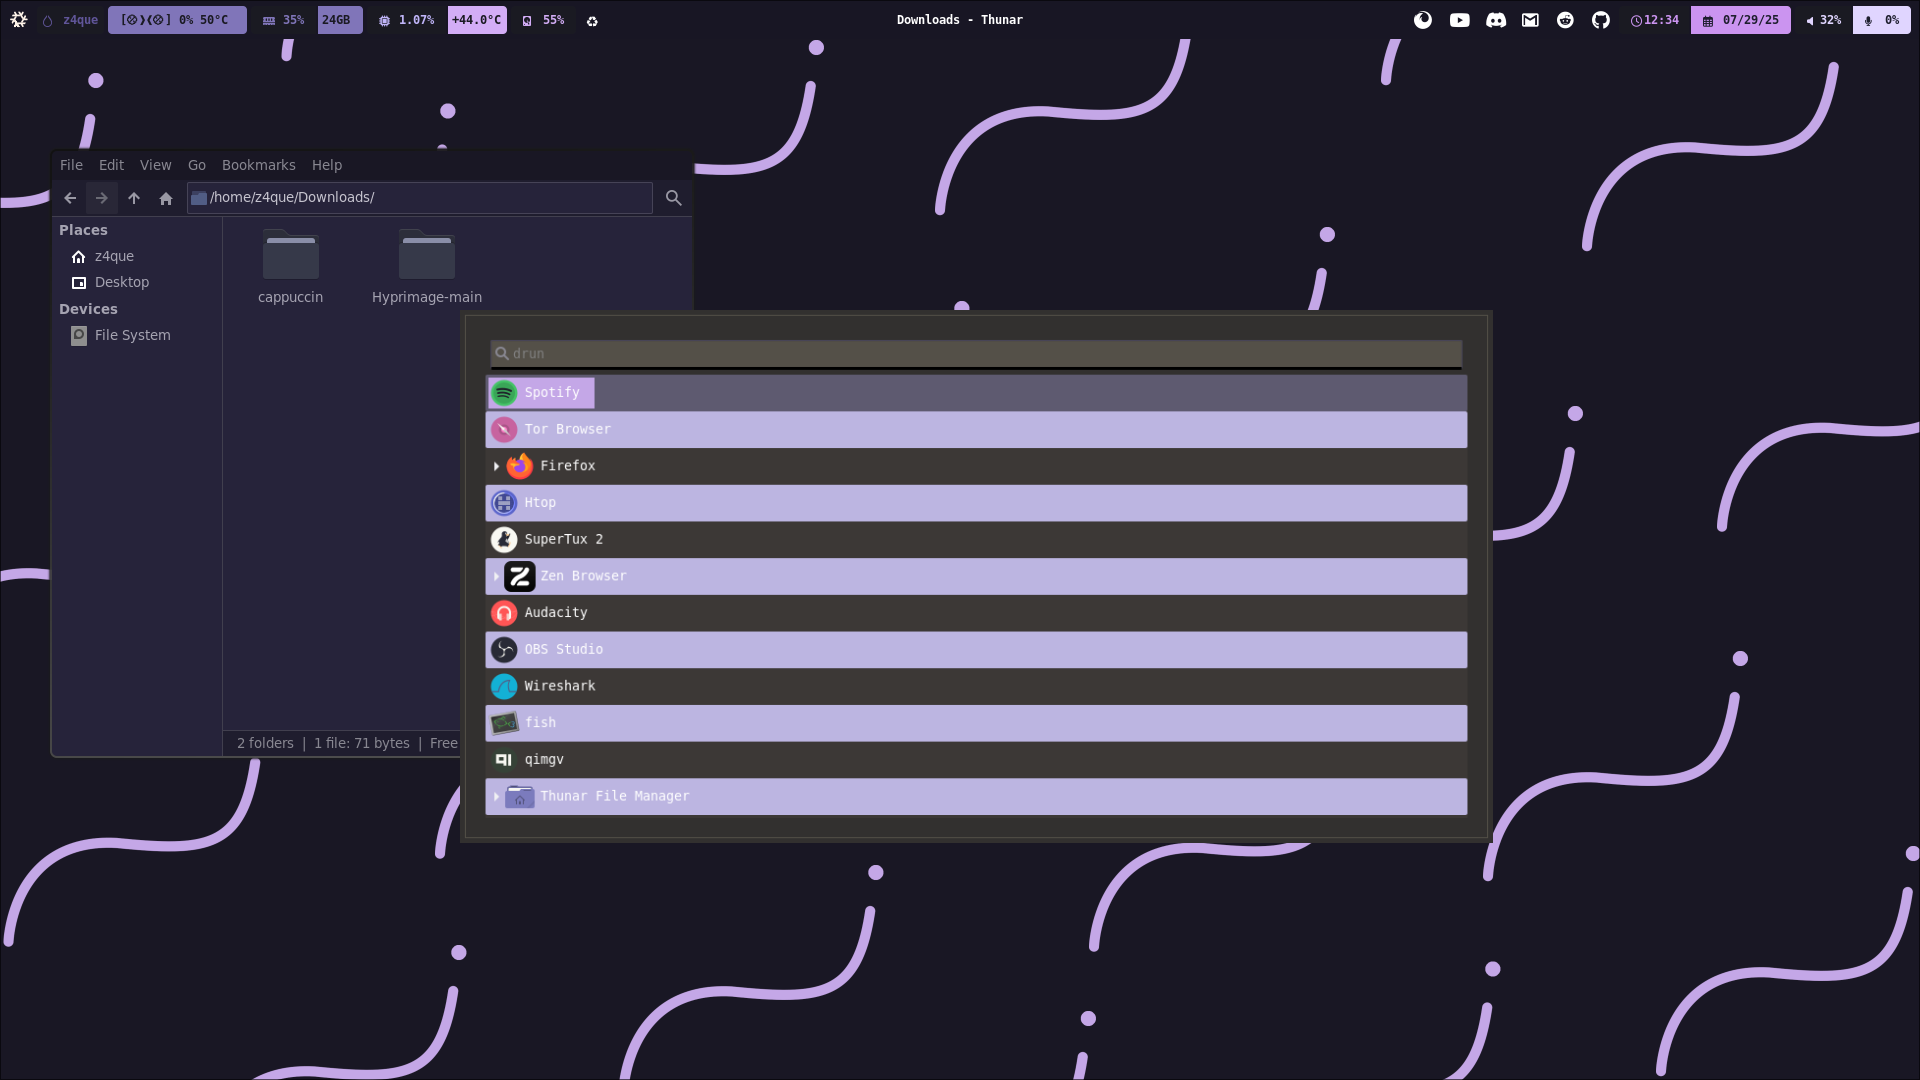 z4que [⊗❩❨⊗] 0% 50°C 35% 24GB 1.07% +44.0°C 55% Downloads - Thunar 12:34 07/29/25 32% 0%
File Edit View Go Bookmarks Help
/home/z4que/Downloads/
Places
z4que
Desktop
Devices
File System
cappuccin Hyprimage-main
2 folders | 1 file: 71 bytes | Free
drun
Spotify
Tor Browser
Firefox
Htop
SuperTux 2
Zen Browser
Audacity
OBS Studio
Wireshark
fish
qimgv
Thunar File Manager